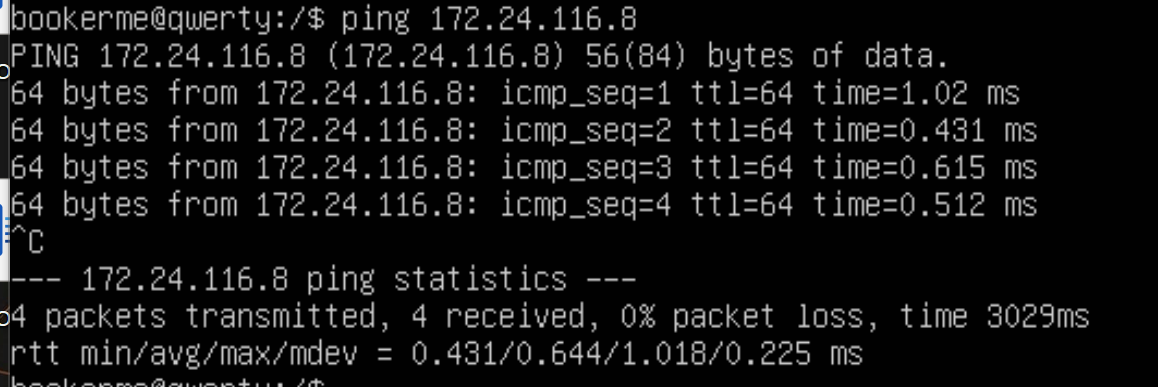 bookerme@qwerty:/$ ping 172.24.116.8
PING 172.24.116.8 (172.24.116.8) 56(84) bytes of data.
64 bytes from 172.24.116.8: icmp_seq=1 ttl=64 time=1.02 ms
64 bytes from 172.24.116.8: icmp_seq=2 ttl=64 time=0.431 ms
64 bytes from 172.24.116.8: icmp_seq=3 ttl=64 time=0.615 ms
64 bytes from 172.24.116.8: icmp_seq=4 ttl=64 time=0.512 ms
^C
--- 172.24.116.8 ping statistics ---
4 packets transmitted, 4 received, 0% packet loss, time 3029ms
rtt min/avg/max/mdev = 0.431/0.644/1.018/0.225 ms
bookerme@qwerty:/$